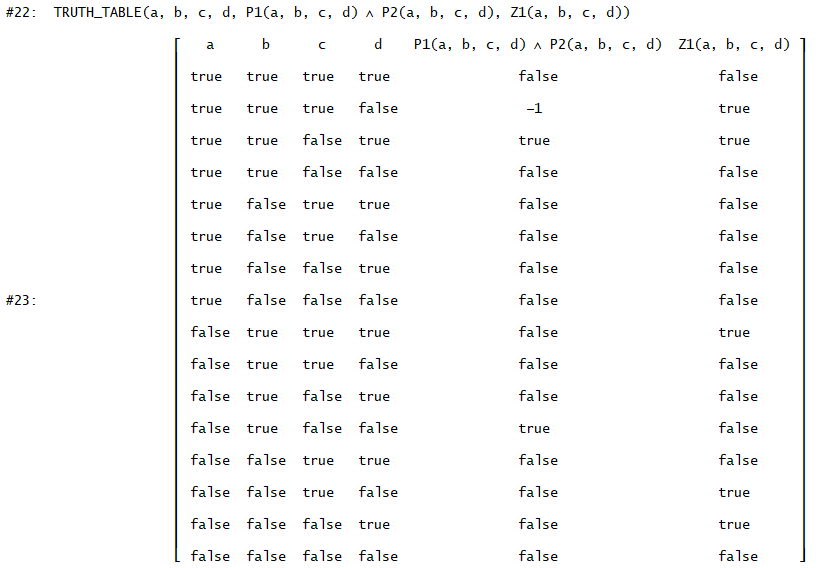 #22: TRUTH_TABLE(a, b, c, d, P1(a, b, c, d) ∧ P2(a, b, c, d), Z1(a, b, c, d))
a b c d P1(a, b, c, d) ∧ P2(a, b, c, d) Z1(a, b, c, d)
true true true true false false
true true true false −1 true
true true false true true true
true true false false false false
true false true true false false
true false true false false false
true false false true false false
#23: true false false false false false
false true true true false true
false true true false false false
false true false true false false
false true false false true false
false false true true false false
false false true false false true
false false false true false true
false false false false false false